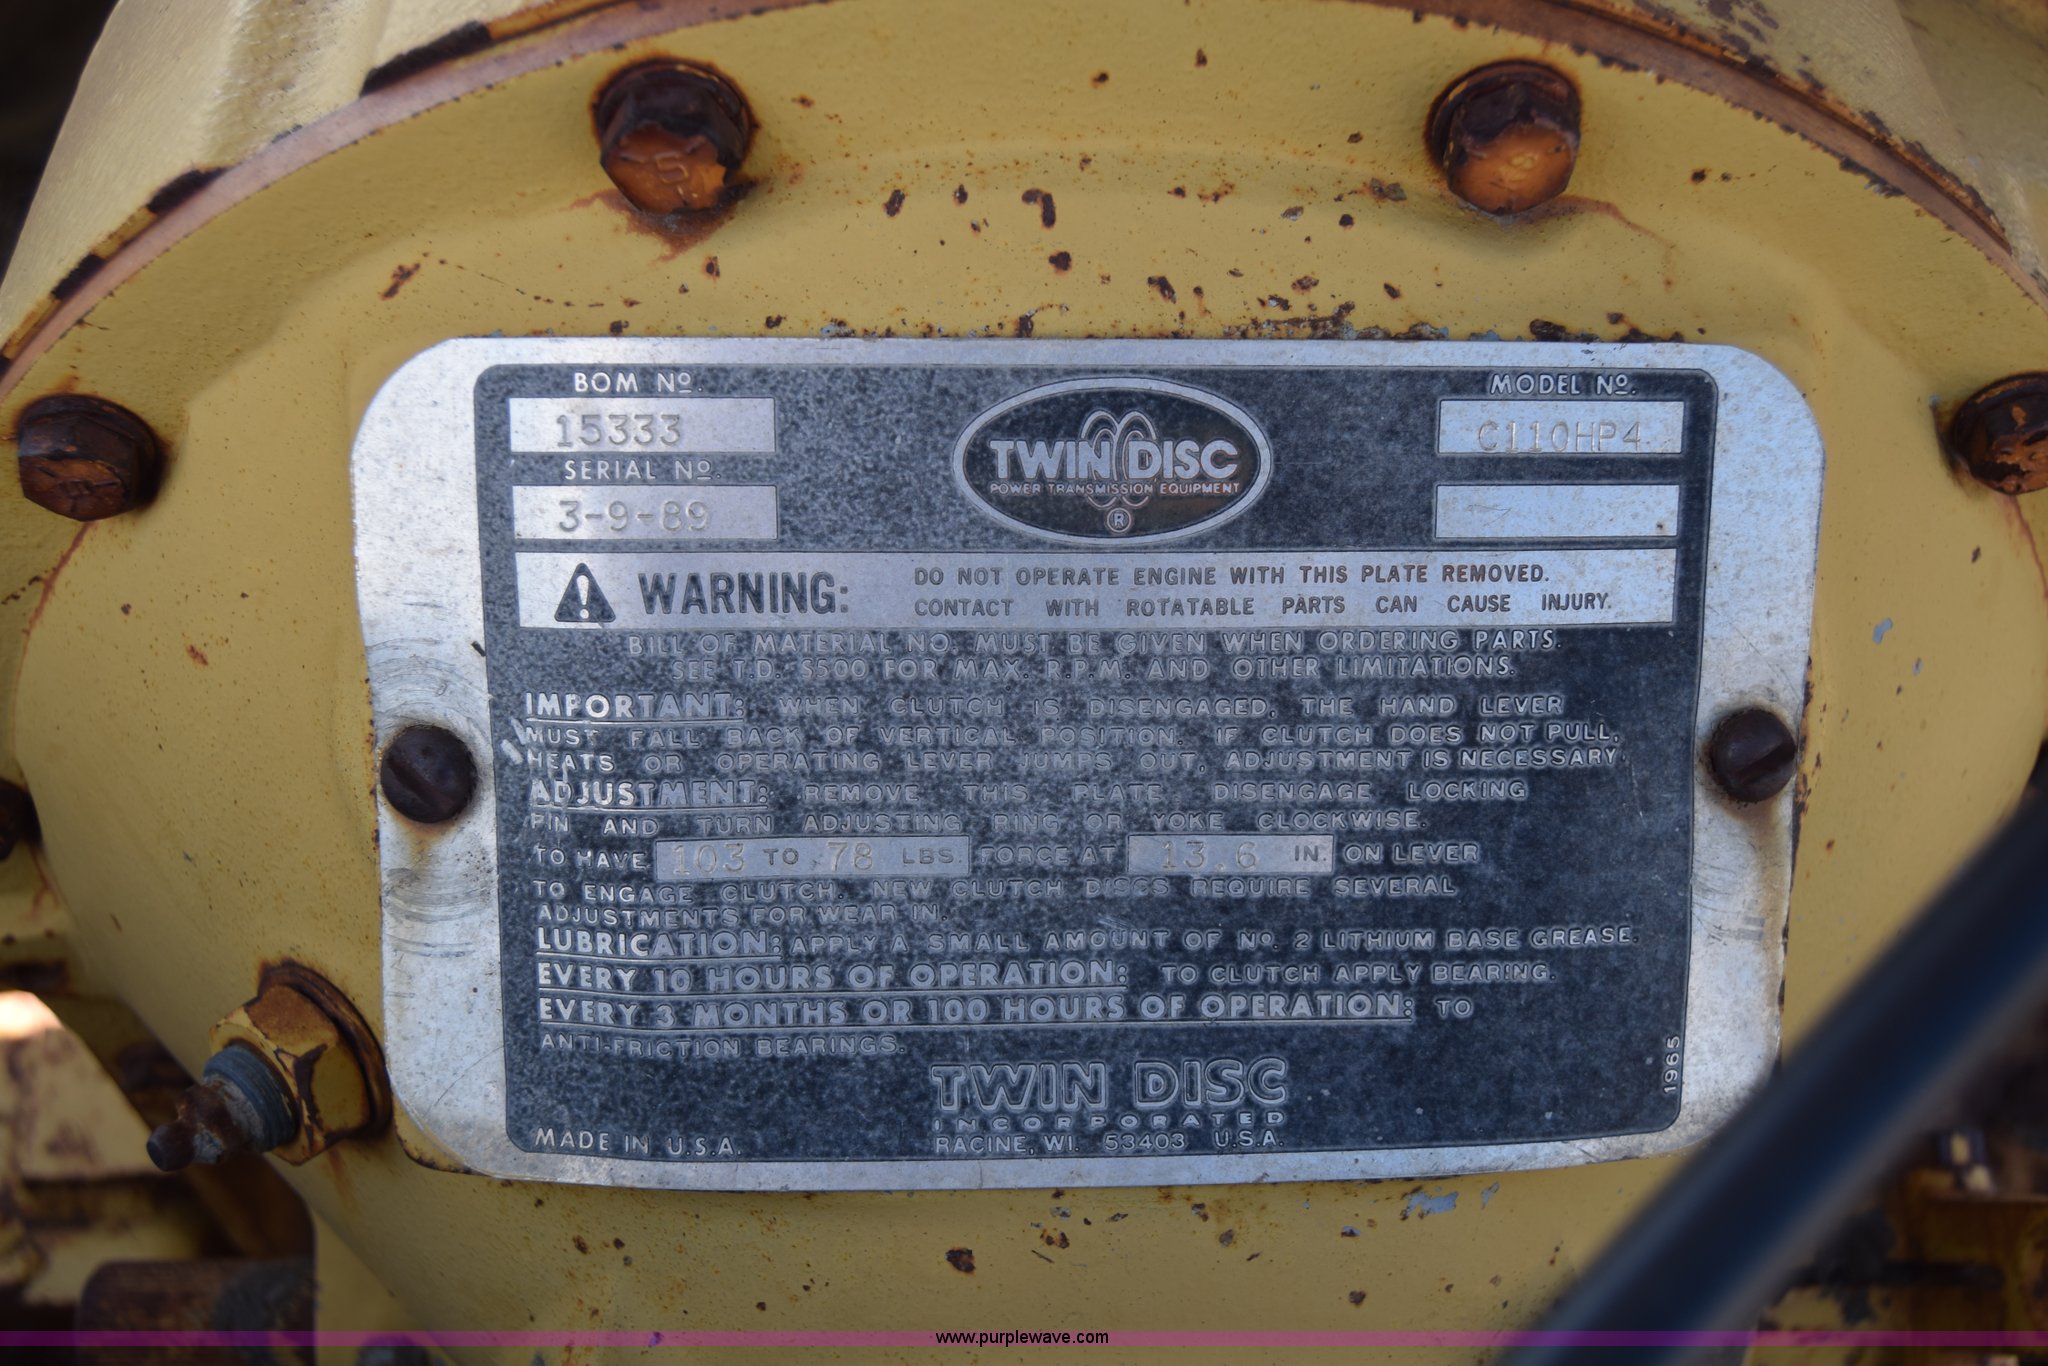 BOM Nº.
15333
SERIAL Nº.
3-9-89
TWIN DISC
POWER TRANSMISSION EQUIPMENT
®
MODEL Nº.
C110HP4
WARNING:
DO NOT OPERATE ENGINE WITH THIS PLATE REMOVED.
CONTACT WITH ROTATABLE PARTS CAN CAUSE INJURY.
BILL OF MATERIAL NO. MUST BE GIVEN WHEN ORDERING PARTS.
SEE T.D. S500 FOR MAX. R.P.M. AND OTHER LIMITATIONS.
IMPORTANT: WHEN CLUTCH IS DISENGAGED, THE HAND LEVER
MUST FALL BACK OF VERTICAL POSITION. IF CLUTCH DOES NOT PULL,
HEATS OR OPERATING LEVER JUMPS OUT, ADJUSTMENT IS NECESSARY.
ADJUSTMENT: REMOVE THIS PLATE DISENGAGE LOCKING
PIN AND TURN ADJUSTING RING OR YOKE CLOCKWISE.
TO HAVE 103 TO 78 LBS. FORCE AT 13.6 IN. ON LEVER
TO ENGAGE CLUTCH. NEW CLUTCH DISCS REQUIRE SEVERAL
ADJUSTMENTS FOR WEAR IN.
LUBRICATION: APPLY A SMALL AMOUNT OF Nº. 2 LITHIUM BASE GREASE.
EVERY 10 HOURS OF OPERATION: TO CLUTCH APPLY BEARING.
EVERY 3 MONTHS OR 100 HOURS OF OPERATION: TO
ANTI-FRICTION BEARINGS.
1965
TWIN DISC
INCORPORATED
MADE IN U.S.A.
RACINE, WI. 53403 U.S.A.
www.purplewave.com